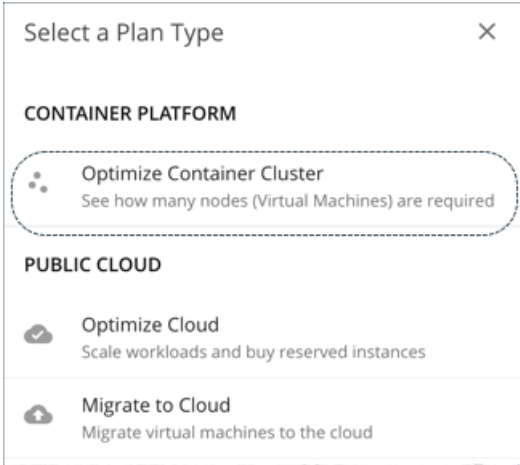 Select a Plan Type
CONTAINER PLATFORM
Optimize Container Cluster
See how many nodes (Virtual Machines) are required
PUBLIC CLOUD
Optimize Cloud
Scale workloads and buy reserved instances
Migrate to Cloud
Migrate virtual machines to the cloud